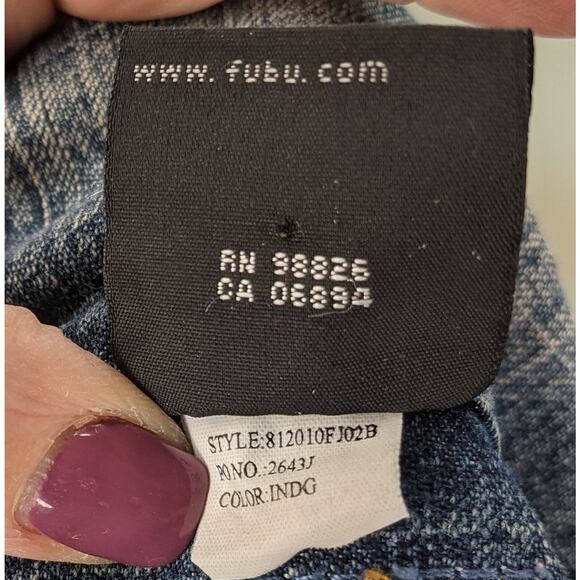 www.fubu.com
RN 98826
CA 06894
STYLE:812010FJ02B
PO NO.:2643J
COLOR:INDG